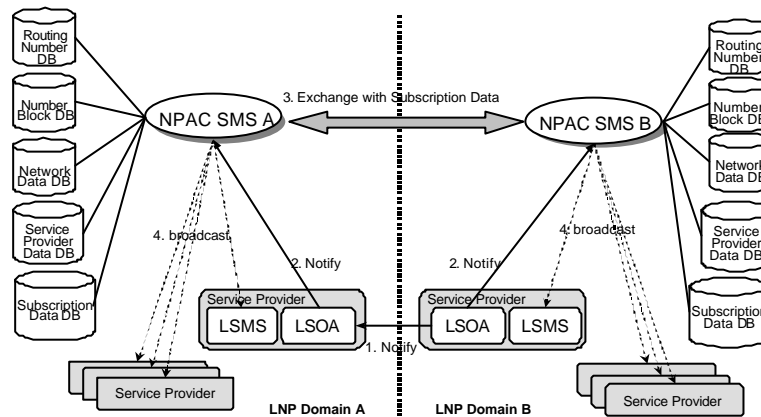 Routing
Number
DB
Number
Block DB
Network
Data DB
Service
Provider
Data DB
Subscription
Data DB
NPAC SMS A
3. Exchange with Subscription Data
NPAC SMS B
Routing
Number
DB
Number
Block DB
Network
Data DB
Service
Provider
Data DB
Subscription
Data DB
4. broadcast
2. Notify
2. Notify
4. broadcast
Service Provider
LSMS
LSOA
Service Provider
LSOA
LSMS
1. Notify
Service Provider
LNP Domain A
LNP Domain B
Service Provider